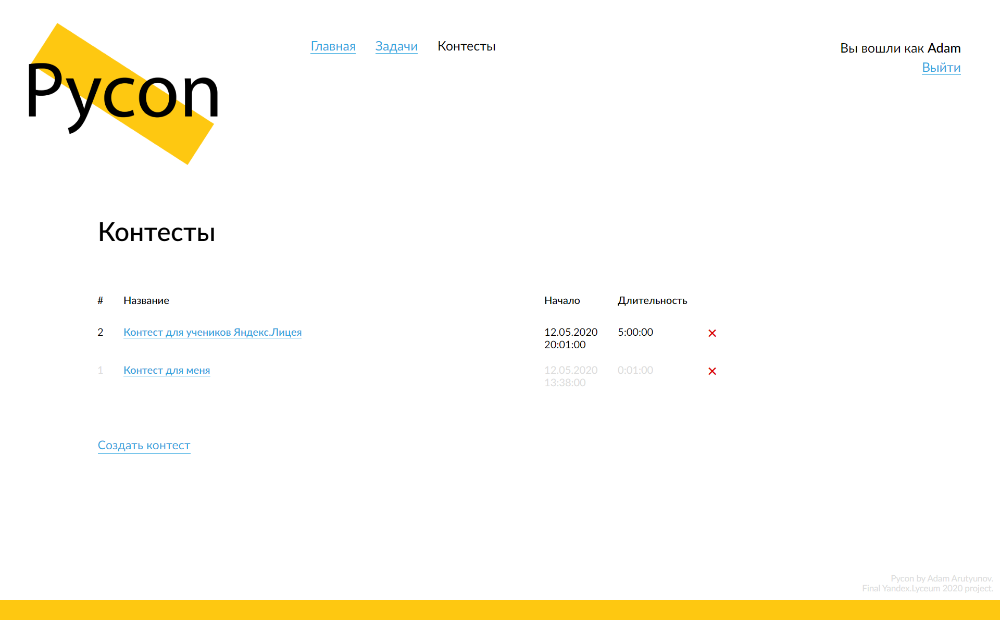 Pycon
Главная Задачи Контесты
Вы вошли как Adam
Выйти
Контесты
# Название Начало Длительность
2 Контест для учеников Яндекс.Лицея 12.05.2020 5:00:00 ✕
20:01:00
1 Контест для меня 12.05.2020 0:01:00 ✕
13:38:00
Создать контест
Pycon by Adam Arutyunov.
Final Yandex.Lyceum 2020 project.